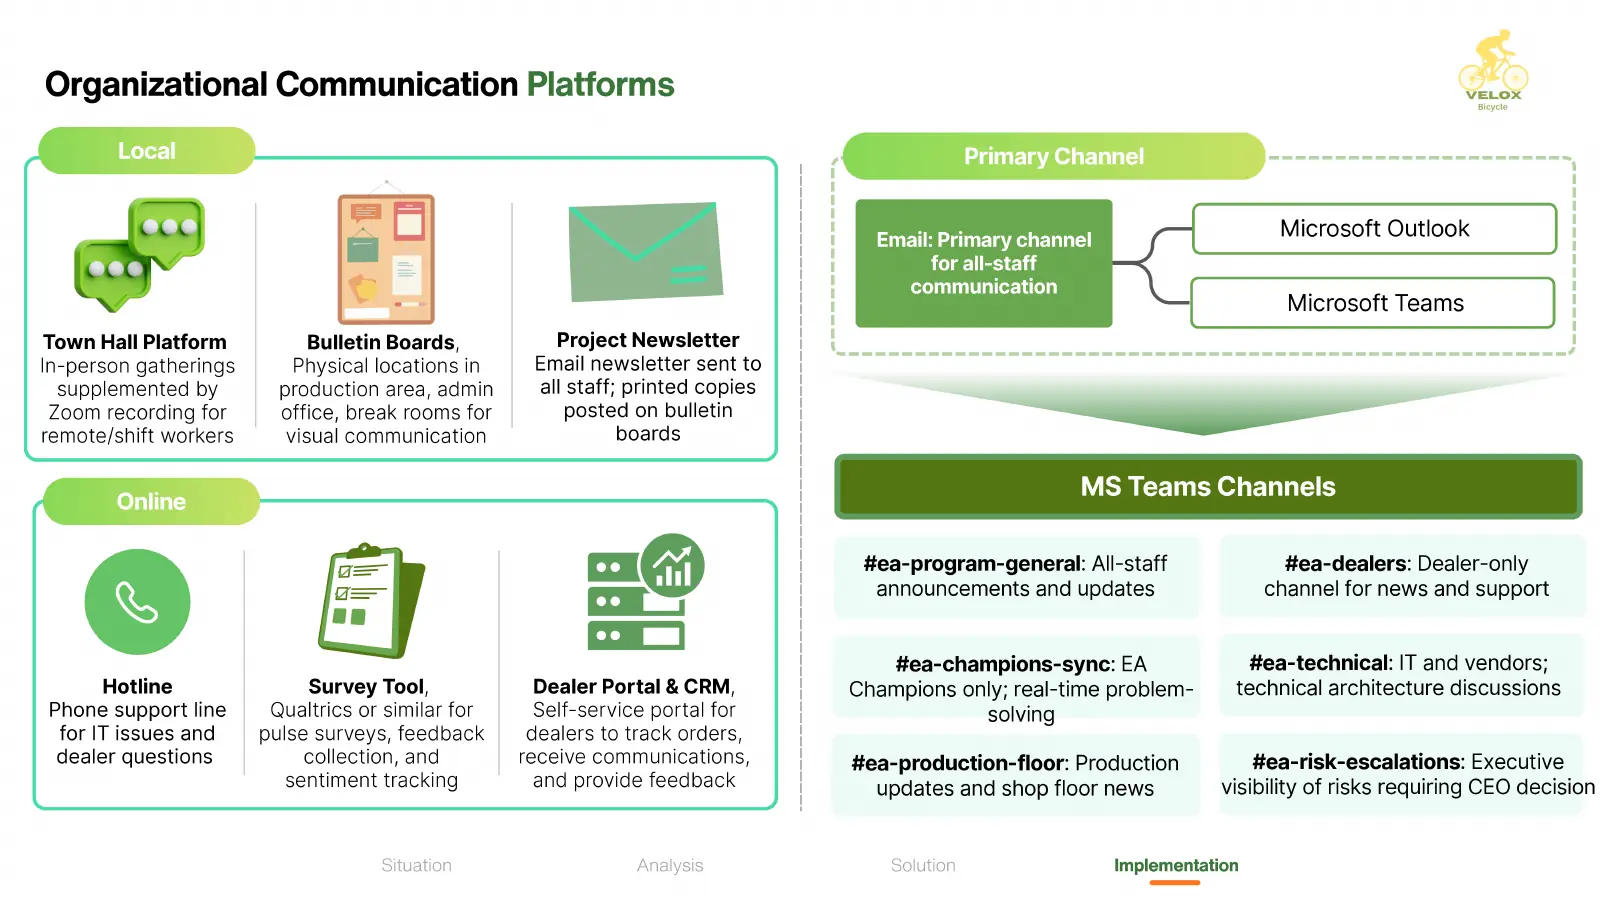 Organizational Communication Platforms
VELOX
Bicycle
Local
Town Hall Platform
In-person gatherings
supplemented by
Zoom recording for
remote/shift workers
Bulletin Boards,
Physical locations in
production area, admin
office, break rooms for
visual communication
Project Newsletter
Email newsletter sent to
all staff; printed copies
posted on bulletin
boards
Online
Hotline
Phone support line
for IT issues and
dealer questions
Survey Tool,
Qualtrics or similar for
pulse surveys, feedback
collection, and
sentiment tracking
Dealer Portal & CRM,
Self-service portal for
dealers to track orders,
receive communications,
and provide feedback
Primary Channel
Email: Primary channel
for all-staff
communication
Microsoft Outlook
Microsoft Teams
MS Teams Channels
#ea-program-general: All-staff
announcements and updates
#ea-dealers: Dealer-only
channel for news and support
#ea-champions-sync: EA
Champions only; real-time problem-
solving
#ea-technical: IT and vendors;
technical architecture discussions
#ea-production-floor: Production
updates and shop floor news
#ea-risk-escalations: Executive
visibility of risks requiring CEO decision
Situation
Analysis
Solution
Implementation